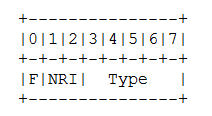 +---------------+
|0|1|2|3|4|5|6|7|
+-+-+-+-+-+-+-+-+
|F|NRI|  Type   |
+---------------+